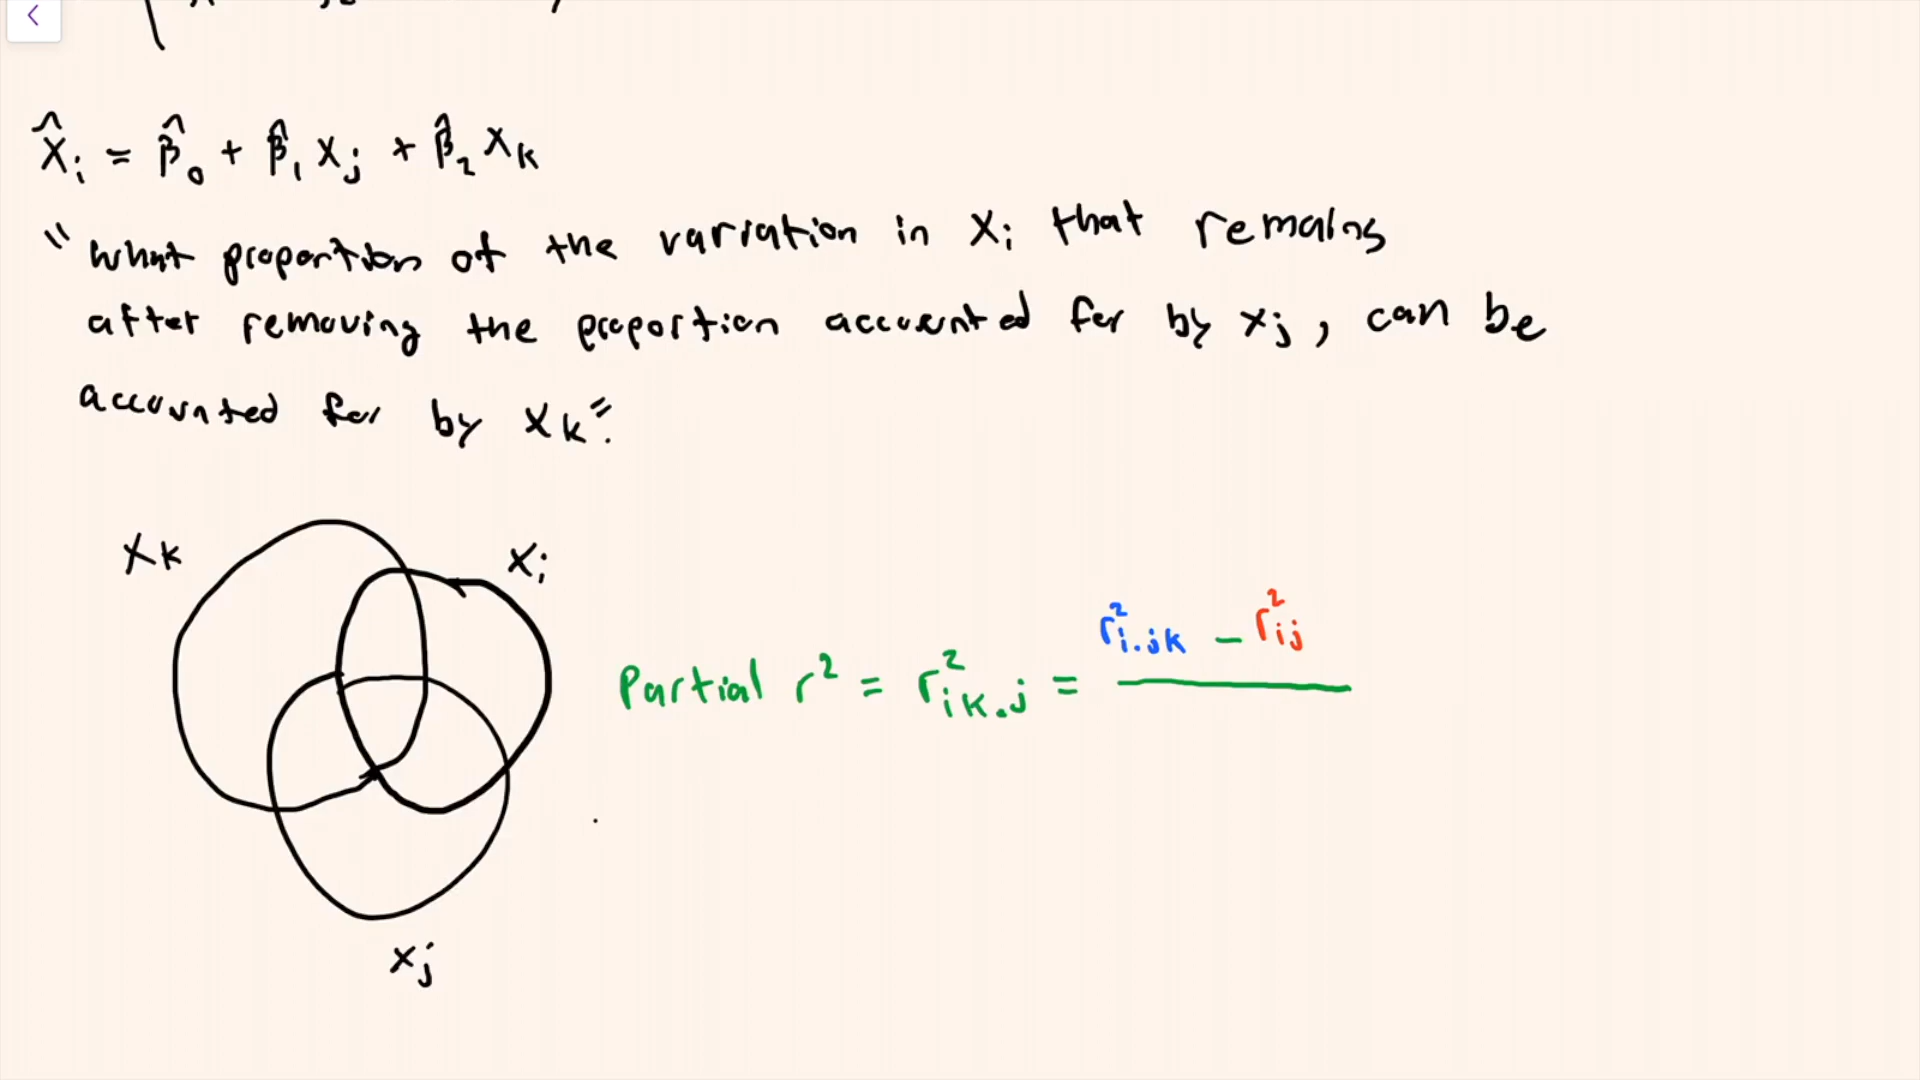 X̂ᵢ = β̂₀ + β̂₁ Xⱼ + β̂₂ Xₖ
"What proportion of the variation in Xᵢ that remains
after removing the proportion accounted for by Xⱼ, can be
accounted for by Xₖ"?
Xₖ
Xᵢ
Partial r² = r²ᵢₖ.ⱼ = r²ᵢ.ⱼₖ − r²ᵢⱼ
Xⱼ